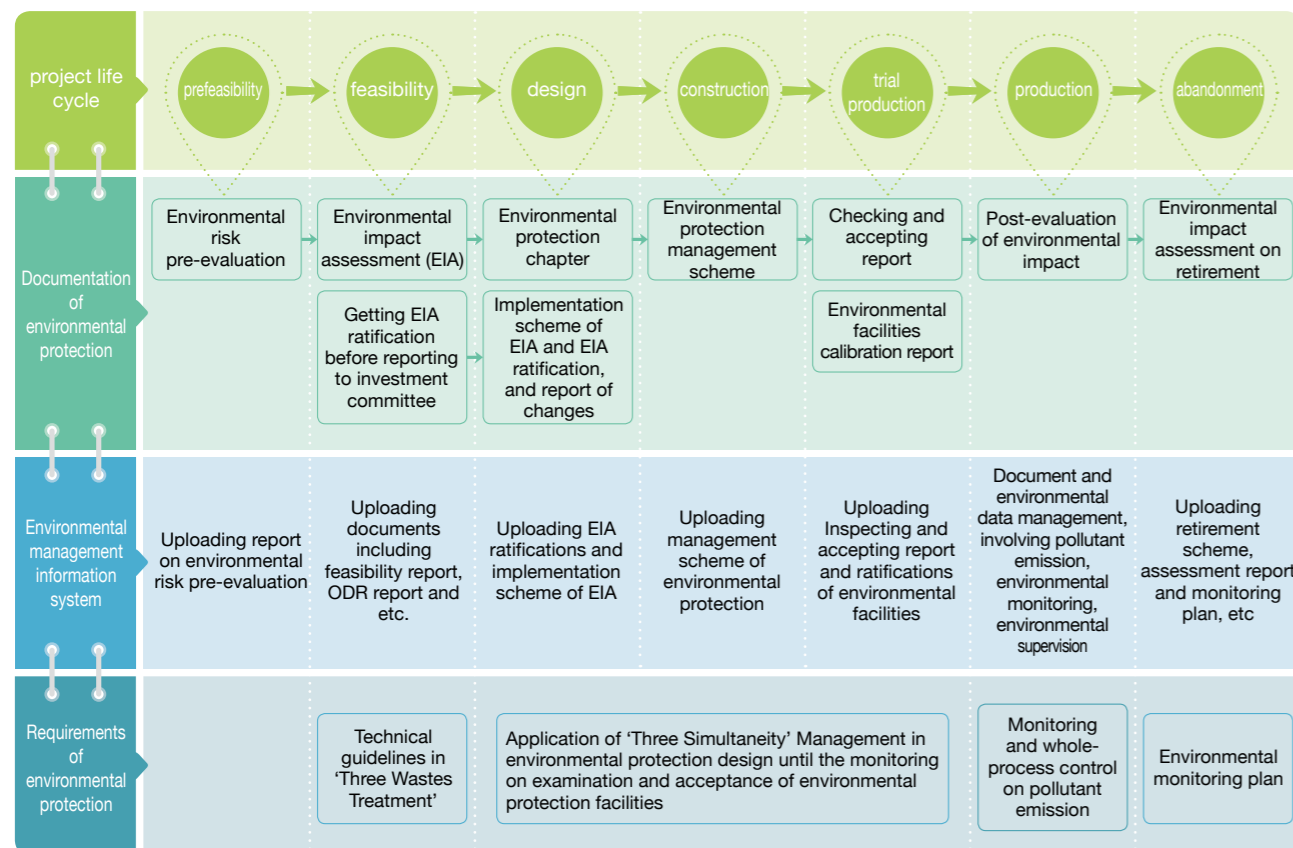 project life
cycle
prefeasibility
feasibility
design
construction
trial
production
production
abandonment
Documentation
of
environmental
protection
Environmental
risk
pre-evaluation
Environmental
impact
assessment (EIA)
Environmental
protection
chapter
Environmental
protection
management
scheme
Checking and
accepting
report
Post-evaluation
of environmental
impact
Environmental
impact
assessment on
retirement
Getting EIA
ratification
before reporting
to investment
committee
Implementation
scheme of
EIA and EIA
ratification,
and report of
changes
Environmental
facilities
calibration report
Environmental
management
information
system
Uploading report
on environmental
risk pre-evaluation
Uploading
documents
including
feasibility report,
ODR report and
etc.
Uploading EIA
ratifications and
implementation
scheme of EIA
Uploading
management
scheme of
environmental
protection
Uploading
Inspecting and
accepting report
and ratifications
of environmental
facilities
Document and
environmental
data management,
involving pollutant
emission,
environmental
monitoring,
environmental
supervision
Uploading
retirement
scheme,
assessment report
and monitoring
plan, etc
Requirements
of
environmental
protection
Technical
guidelines in
‘Three Wastes
Treatment’
Application of ‘Three Simultaneity’ Management in
environmental protection design until the monitoring
on examination and acceptance of environmental
protection facilities
Monitoring
and whole-
process control
on pollutant
emission
Environmental
monitoring plan